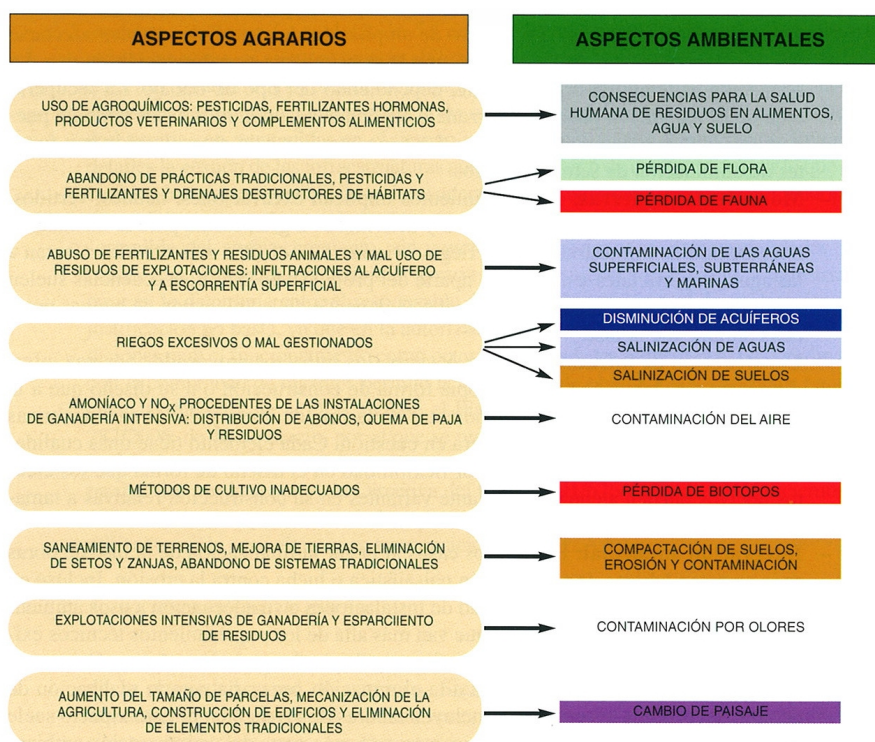 ASPECTOS AGRARIOS
ASPECTOS AMBIENTALES
USO DE AGROQUÍMICOS: PESTICIDAS, FERTILIZANTES HORMONAS,
PRODUCTOS VETERINARIOS Y COMPLEMENTOS ALIMENTICIOS
CONSECUENCIAS PARA LA SALUD
HUMANA DE RESIDUOS EN ALIMENTOS,
AGUA Y SUELO
ABANDONO DE PRÁCTICAS TRADICIONALES, PESTICIDAS Y
FERTILIZANTES Y DRENAJES DESTRUCTORES DE HÁBITATS
PÉRDIDA DE FLORA
PÉRDIDA DE FAUNA
ABUSO DE FERTILIZANTES Y RESIDUOS ANIMALES Y MAL USO DE
RESIDUOS DE EXPLOTACIONES: INFILTRACIONES AL ACUÍFERO
Y A ESCORRENTÍA SUPERFICIAL
CONTAMINACIÓN DE LAS AGUAS
SUPERFICIALES, SUBTERRÁNEAS
Y MARINAS
RIEGOS EXCESIVOS O MAL GESTIONADOS
DISMINUCIÓN DE ACUÍFEROS
SALINIZACIÓN DE AGUAS
SALINIZACIÓN DE SUELOS
AMONÍACO Y NOX PROCEDENTES DE LAS INSTALACIONES
DE GANADERÍA INTENSIVA: DISTRIBUCIÓN DE ABONOS, QUEMA DE PAJA
Y RESIDUOS
CONTAMINACIÓN DEL AIRE
MÉTODOS DE CULTIVO INADECUADOS
PÉRDIDA DE BIOTOPOS
SANEAMIENTO DE TERRENOS, MEJORA DE TIERRAS, ELIMINACIÓN
DE SETOS Y ZANJAS, ABANDONO DE SISTEMAS TRADICIONALES
COMPACTACIÓN DE SUELOS,
EROSIÓN Y CONTAMINACIÓN
EXPLOTACIONES INTENSIVAS DE GANADERÍA Y ESPARCIIENTO
DE RESIDUOS
CONTAMINACIÓN POR OLORES
AUMENTO DEL TAMAÑO DE PARCELAS, MECANIZACIÓN DE LA
AGRICULTURA, CONSTRUCCIÓN DE EDIFICIOS Y ELIMINACIÓN
DE ELEMENTOS TRADICIONALES
CAMBIO DE PAISAJE